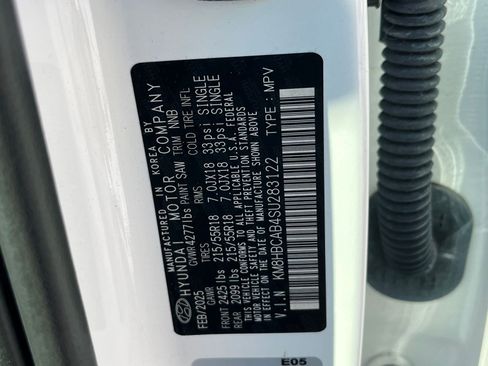 MANUFACTURED IN KOREA BY
HYUNDAI MOTOR COMPANY
GVWR 4277lbs PAINT SAW TRIM NNB
FEB/2025 GAWR TIRES RIMS COLD TIRE INFL
FRONT 2425 lbs 215/55R18 7.0JX18 33psi SINGLE
REAR 2099 lbs 215/55R18 7.0JX18 33psi SINGLE
THIS VEHICLE CONFORMS TO ALL APPLICABLE U.S.A. FEDERAL
MOTOR VEHICLE SAFETY AND THEFT PREVENTION STANDARDS
IN EFFECT ON THE DATE OF MANUFACTURE SHOWN ABOVE
V.I.N KM8HBCAB4SU283122 TYPE : MPV
E05